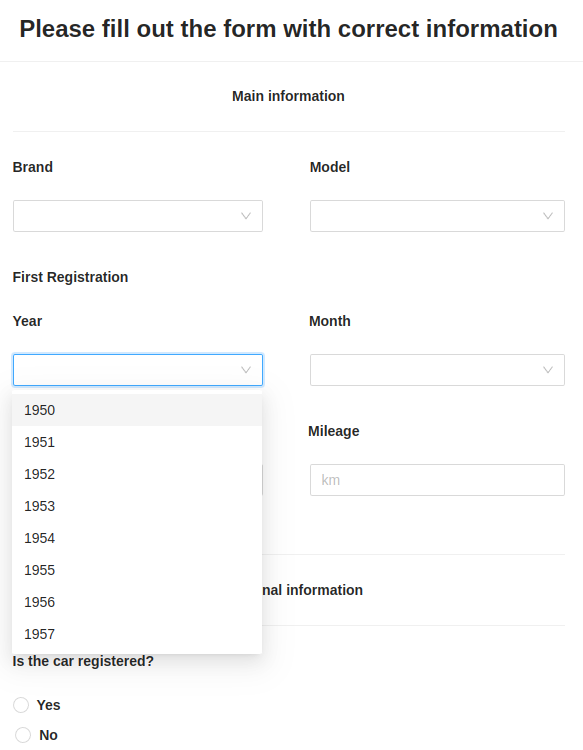 Please fill out the form with correct information
Main information
Brand
Model
First Registration
Year
Month
1950
1951
1952
1953
1954
1955
1956
1957
Mileage
km
nal information
Is the car registered?
Yes
No